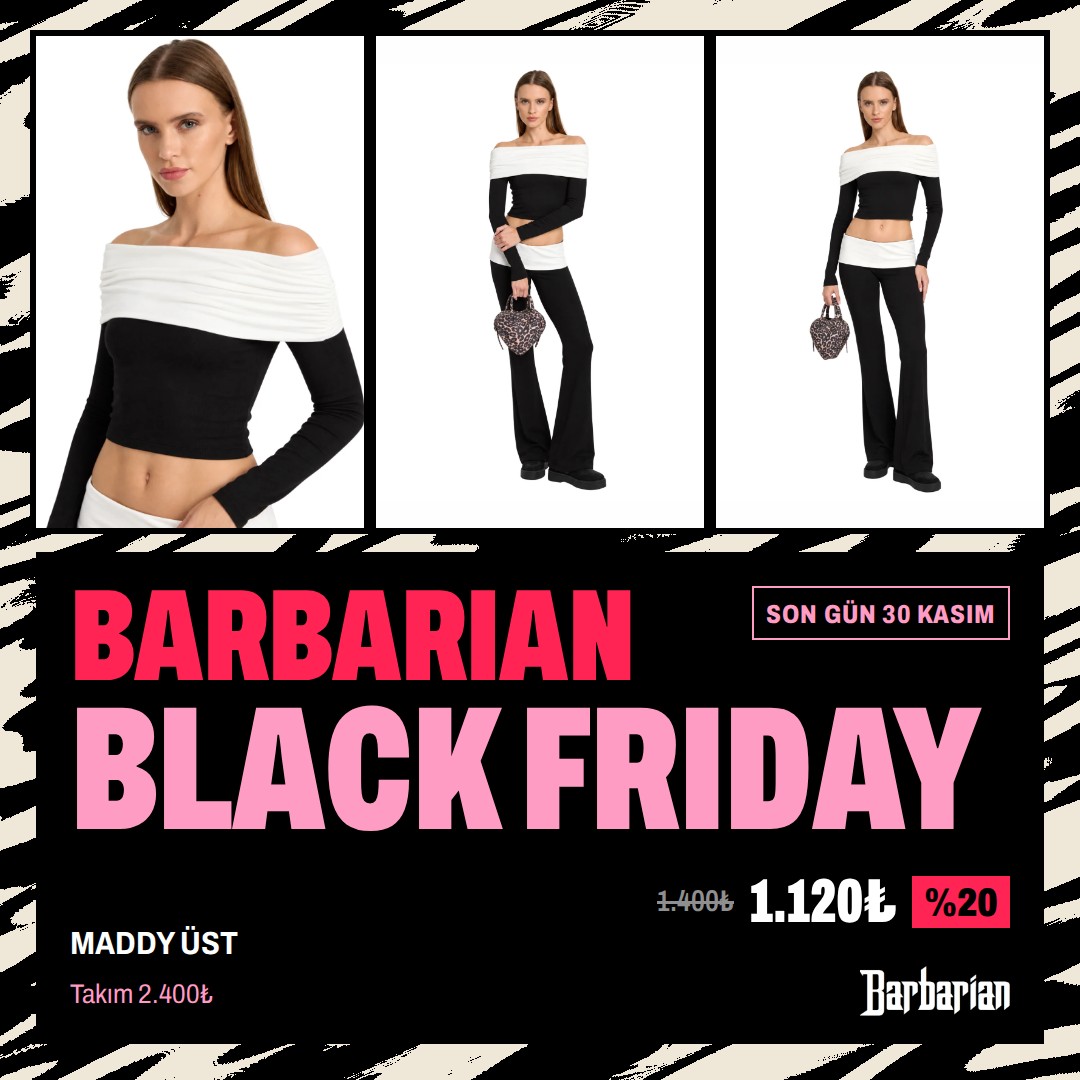 BARBARIAN
SON GÜN 30 KASIM
BLACK FRIDAY
1.400₺ 1.120₺ %20
MADDY ÜST
Takım 2.400₺
Barbarian